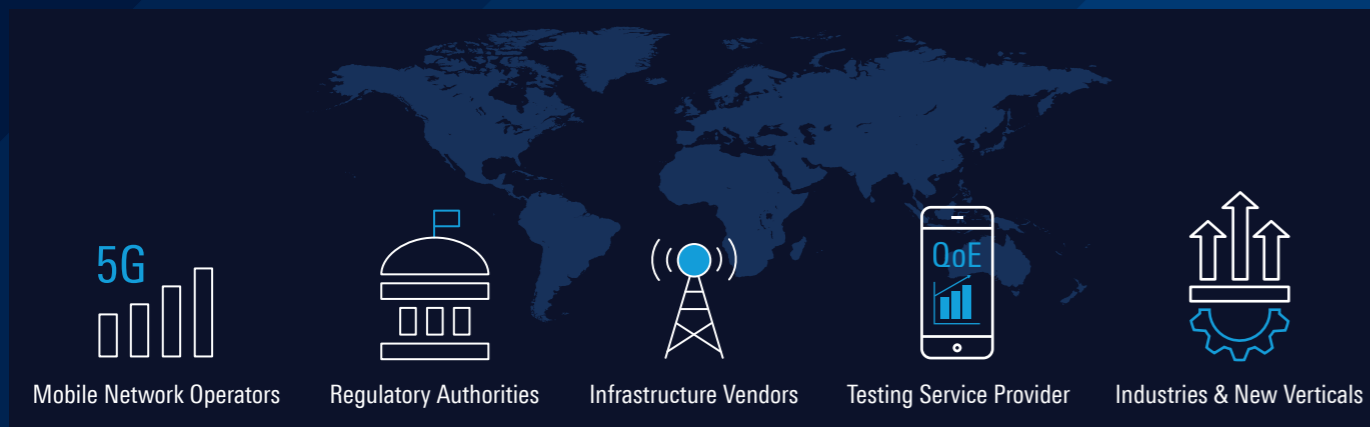 5G
QoE
Mobile Network Operators
Regulatory Authorities
Infrastructure Vendors
Testing Service Provider
Industries & New Verticals